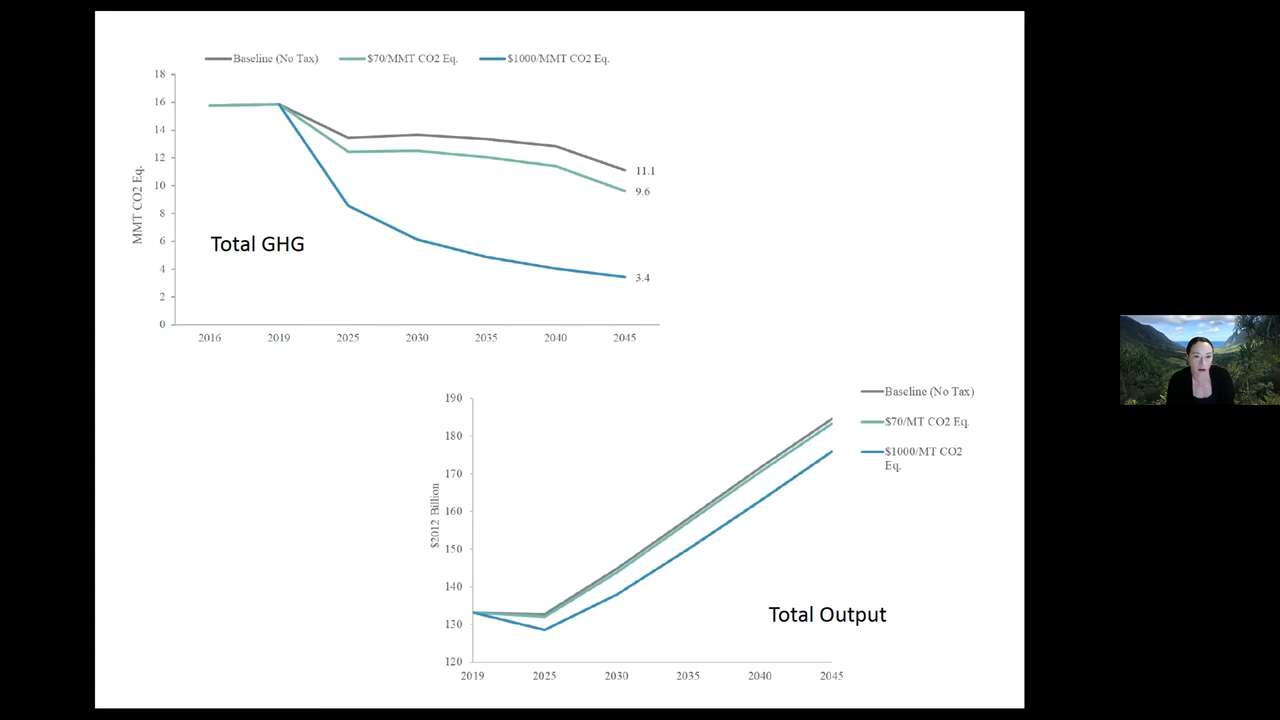 Baseline (No Tax) $70/MMT CO2 Eq. $1000/MMT CO2 Eq.
18
16
14
12
10
8
6
4
2
0
MMT CO2 Eq.
11.1
9.6
3.4
Total GHG
2016 2019 2025 2030 2035 2040 2045
Baseline (No Tax)
$70/MT CO2 Eq.
$1000/MT CO2
Eq.
190
180
170
160
150
140
130
120
$2012 Billion
Total Output
2019 2025 2030 2035 2040 2045